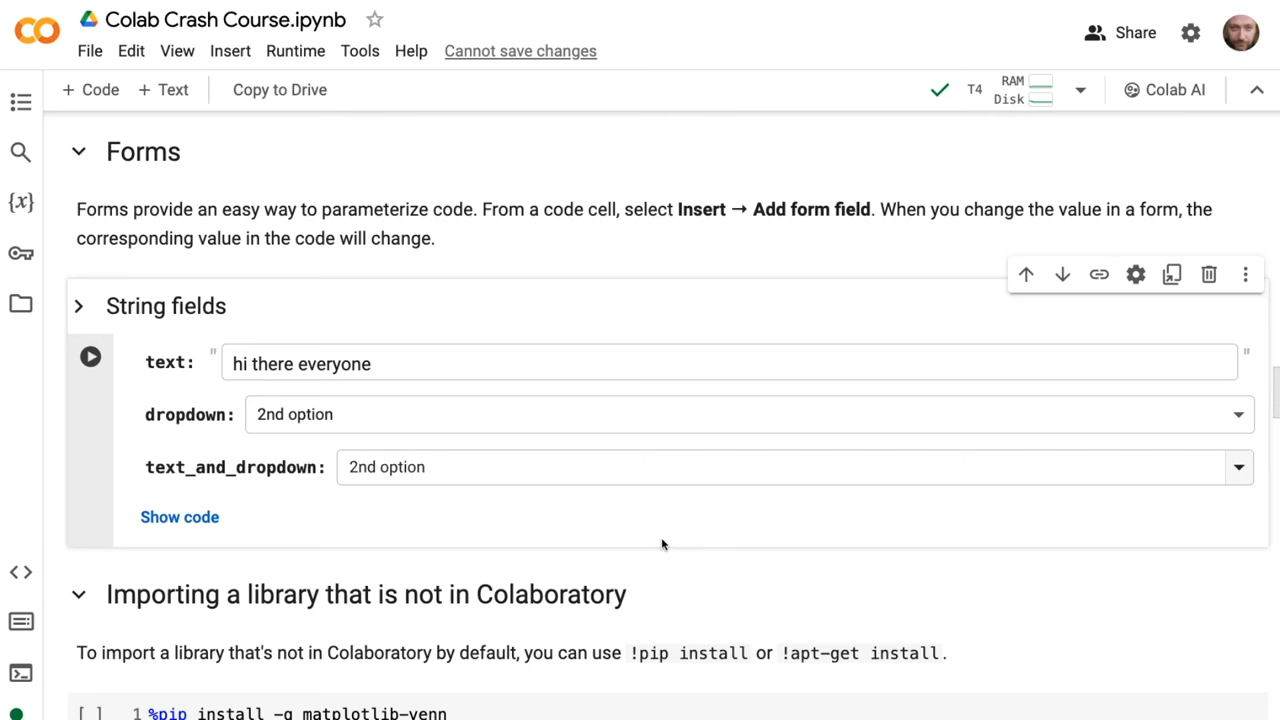 Colab Crash Course.ipynb
File Edit View Insert Runtime Tools Help Cannot save changes
Share
+ Code + Text Copy to Drive
T4 RAM Disk Colab AI
Forms
Forms provide an easy way to parameterize code. From a code cell, select Insert → Add form field. When you change the value in a form, the
corresponding value in the code will change.
String fields
text: " hi there everyone "
dropdown: 2nd option
text_and_dropdown: 2nd option
Show code
Importing a library that is not in Colaboratory
To import a library that's not in Colaboratory by default, you can use !pip install or !apt-get install.
[ ] 1 %pip install -q matplotlib-venn